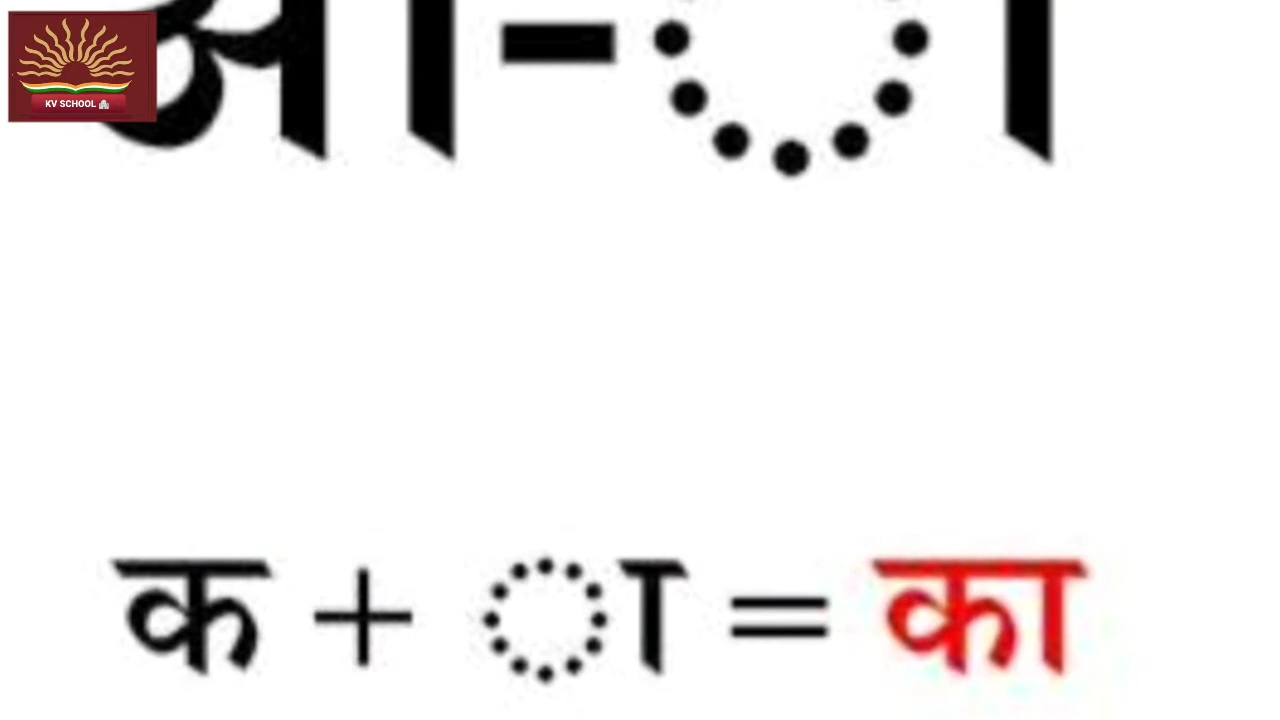 आ - ा
KV SCHOOL
क + ा = का